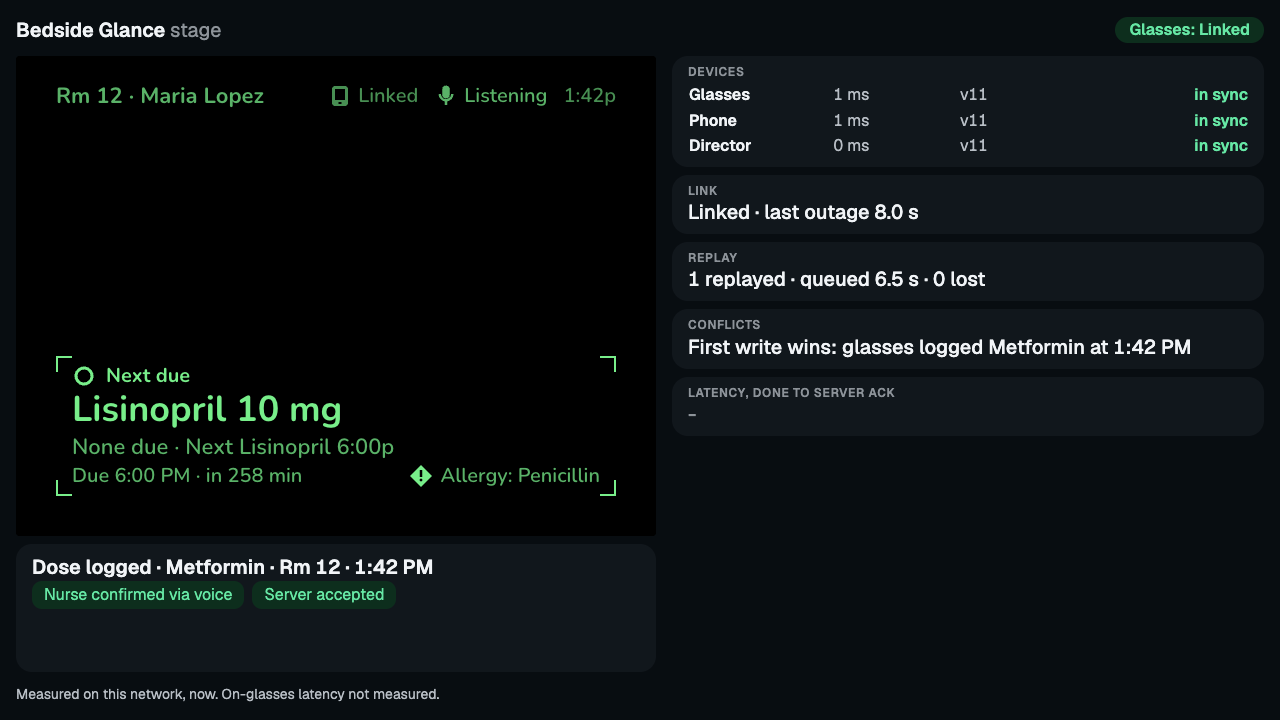 Bedside Glance stage
Glasses: Linked
Rm 12 · Maria Lopez
Linked
Listening
1:42p
Next due
Lisinopril 10 mg
None due · Next Lisinopril 6:00p
Due 6:00 PM · in 258 min
Allergy: Penicillin
Dose logged · Metformin · Rm 12 · 1:42 PM
Nurse confirmed via voice
Server accepted
Measured on this network, now. On-glasses latency not measured.
DEVICES
Glasses 1 ms v11 in sync
Phone 1 ms v11 in sync
Director 0 ms v11 in sync
LINK
Linked · last outage 8.0 s
REPLAY
1 replayed · queued 6.5 s · 0 lost
CONFLICTS
First write wins: glasses logged Metformin at 1:42 PM
LATENCY, DONE TO SERVER ACK
–